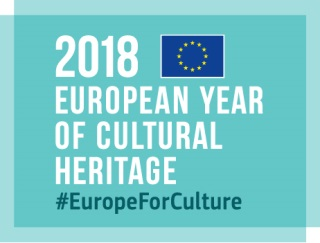 2018
EUROPEAN YEAR
OF CULTURAL
HERITAGE
#EuropeForCulture